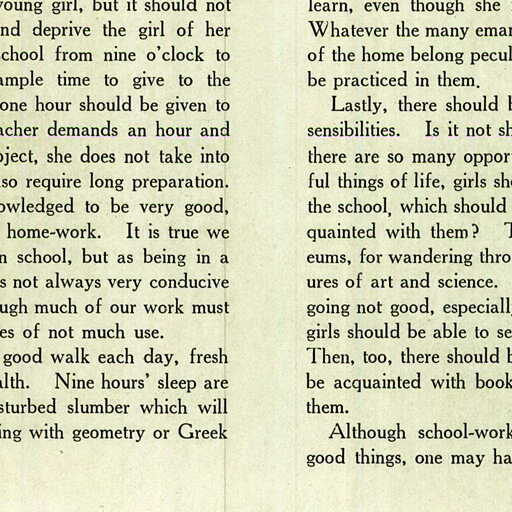 young girl, but it should not
nd deprive the girl of her
school from nine o'clock to
ample time to give to the
one hour should be given to
acher demands an hour and
bject, she does not take into
so require long preparation.
owledged to be very good,
home-work. It is true we
n school, but as being in a
s not always very conducive
ugh much of our work must
es of not much use.
good walk each day, fresh
alth. Nine hours' sleep are
sturbed slumber which will
ing with geometry or Greek
learn, even though she
Whatever the many eman
of the home belong pecul
be practiced in them.
Lastly, there should b
sensibilities. Is it not sh
there are so many oppor
ful things of life, girls sho
the school, which should
quainted with them? T
eums, for wandering thro
ures of art and science.
going not good, especially
girls should be able to se
Then, too, there should b
be acquainted with book
them.
Although school-work
good things, one may ha